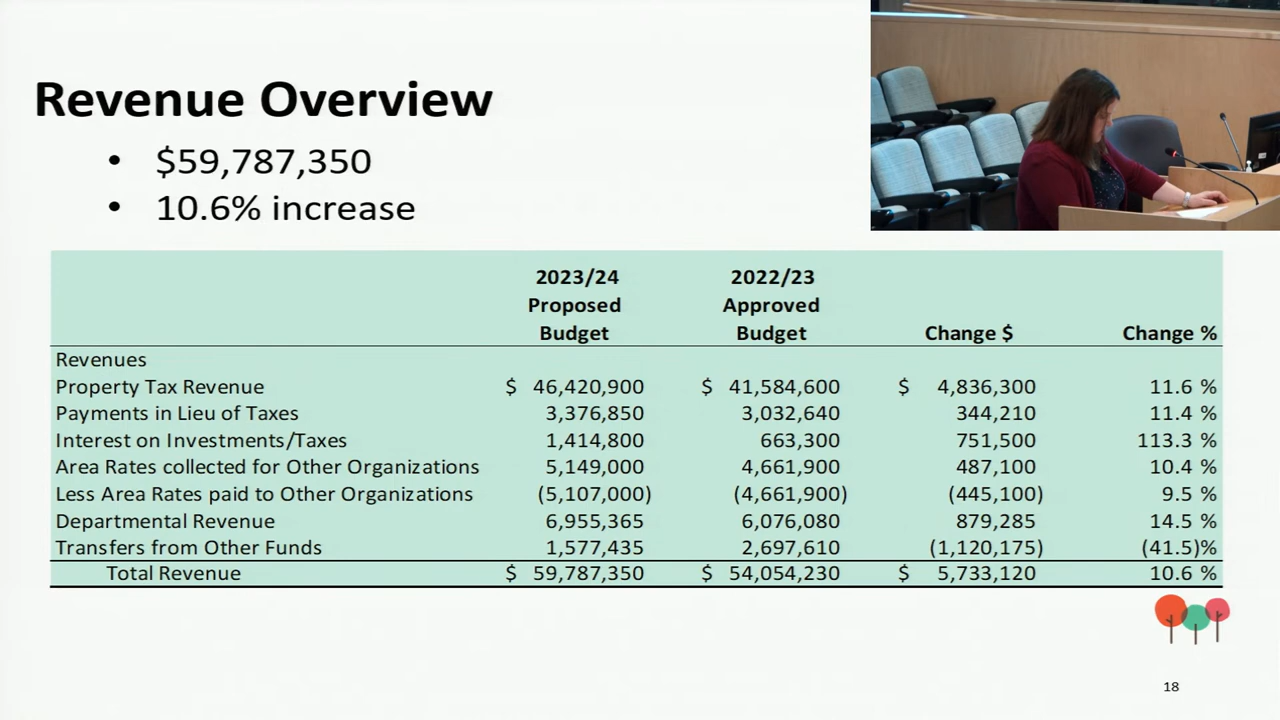 Revenue Overview
• $59,787,350
• 10.6% increase
2023/24 2022/23
Proposed Approved
Budget Budget Change $ Change %
Revenues
Property Tax Revenue $ 46,420,900 $ 41,584,600 $ 4,836,300 11.6 %
Payments in Lieu of Taxes 3,376,850 3,032,640 344,210 11.4 %
Interest on Investments/Taxes 1,414,800 663,300 751,500 113.3 %
Area Rates collected for Other Organizations 5,149,000 4,661,900 487,100 10.4 %
Less Area Rates paid to Other Organizations (5,107,000) (4,661,900) (445,100) 9.5 %
Departmental Revenue 6,955,365 6,076,080 879,285 14.5 %
Transfers from Other Funds 1,577,435 2,697,610 (1,120,175) (41.5)%
Total Revenue $ 59,787,350 $ 54,054,230 $ 5,733,120 10.6 %
18